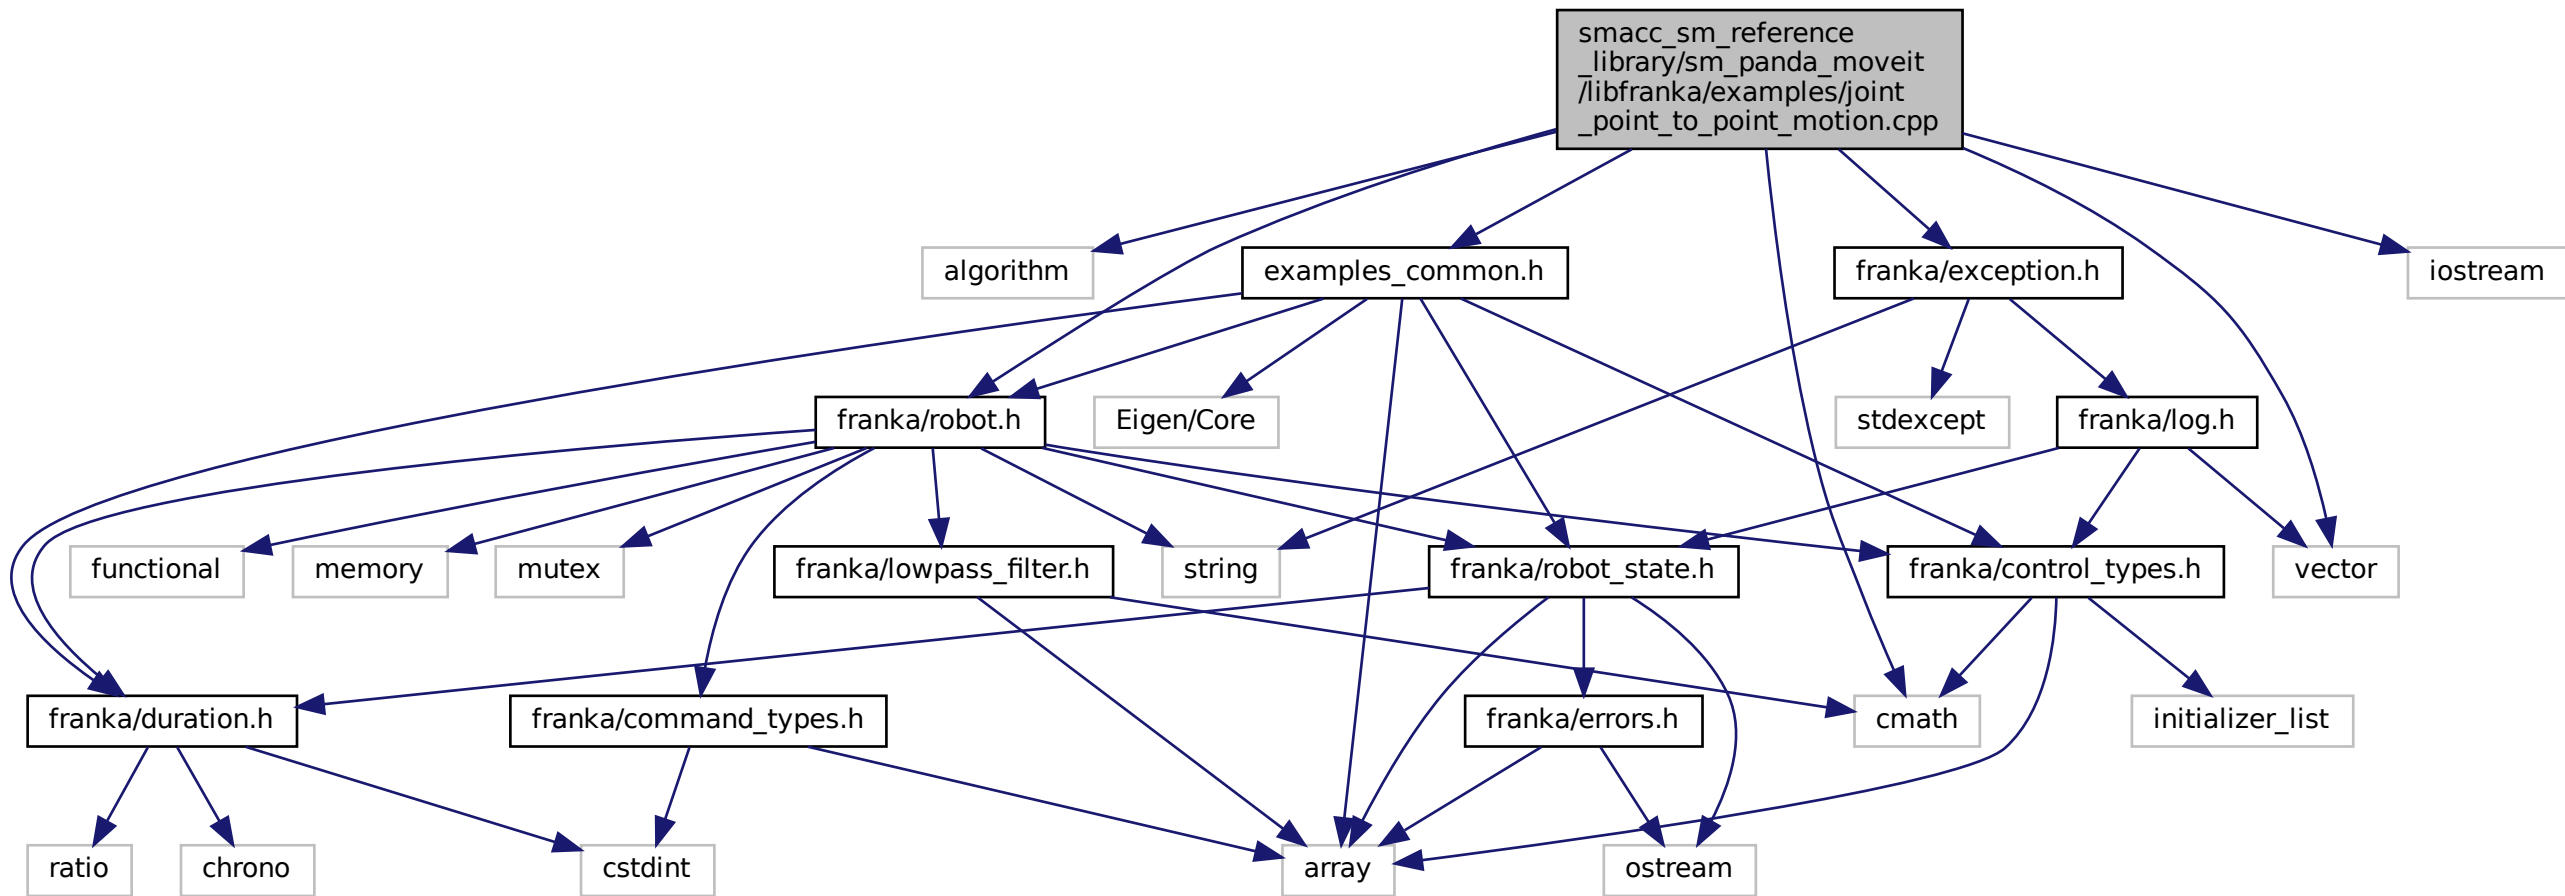 smacc_sm_reference
_library/sm_panda_moveit
/libfranka/examples/joint
_point_to_point_motion.cpp
algorithm
examples_common.h
franka/exception.h
iostream
franka/robot.h
Eigen/Core
stdexcept
franka/log.h
functional
memory
mutex
franka/lowpass_filter.h
string
franka/robot_state.h
franka/control_types.h
vector
franka/duration.h
franka/command_types.h
franka/errors.h
cmath
initializer_list
ratio
chrono
cstdint
array
ostream